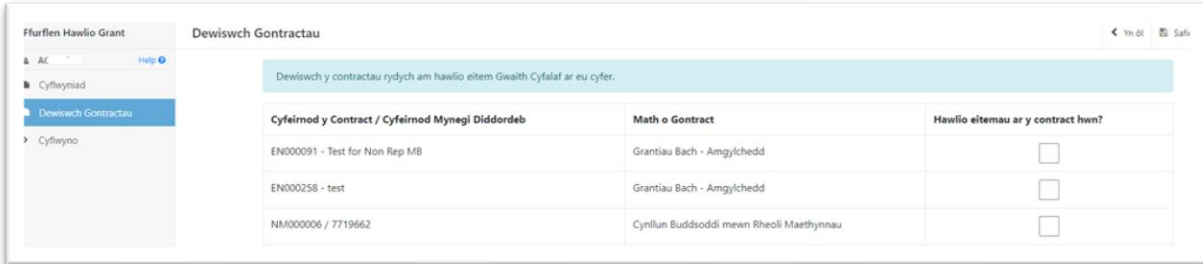 Ffurflen Hawlio Grant
Dewiswch Gontractau
Yn ôl
Help
Cyflwyniad
Dewiswch Gontractau
Cyflwyno
Dewiswch y contractau rydych am hawlio eitem Gwaith Cyfalaf ar eu cyfer.
Cyfeirnod y Contract / Cyfeirnod Mynegi Diddordeb Math o Gontract Hawlio eitemau ar y contract hwn?
EN000091 - Test for Non Rep MB Grantiau Bach - Amgylchedd
EN000258 - test Grantiau Bach - Amgylchedd
NM000006 / 7719662 Cynllun Buddsoddi mewn Rheoli Maethynnau